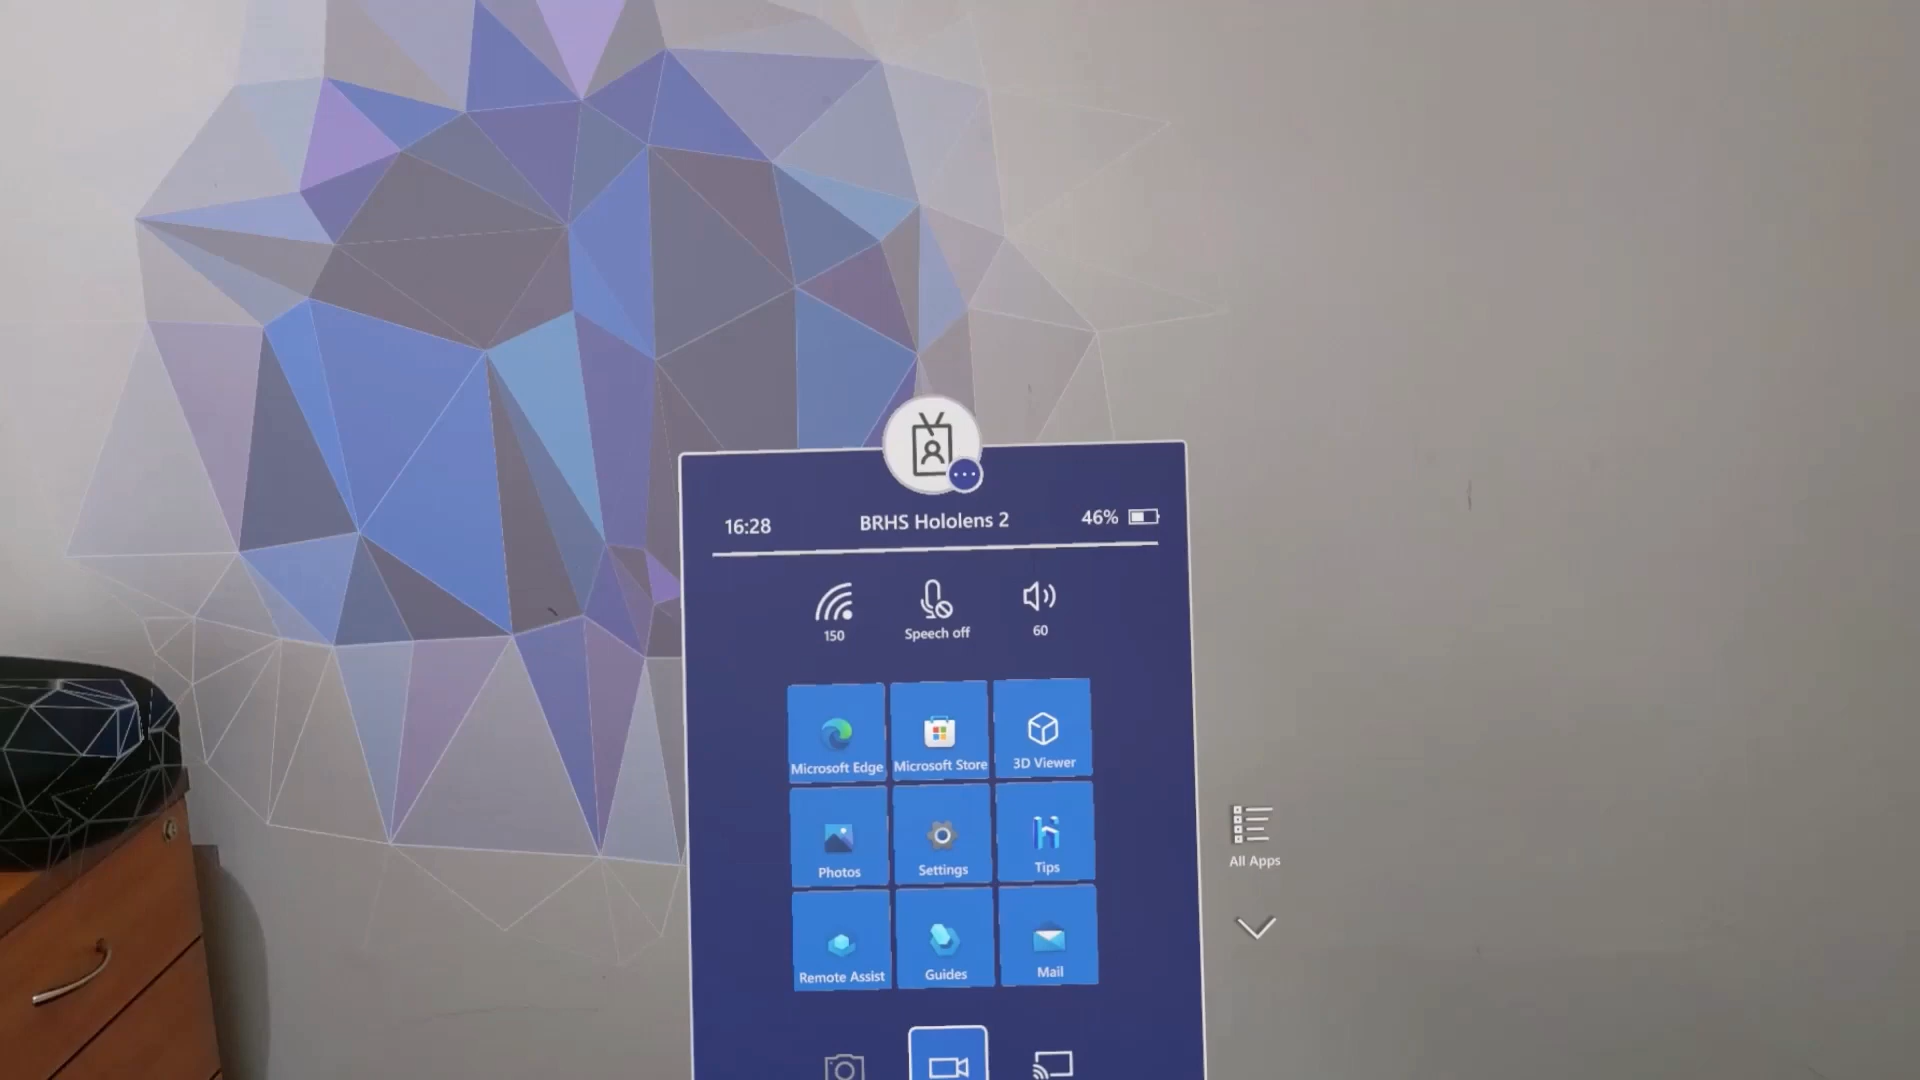 16:28 BRHS Hololens 2 46%
150 Speech off 60
Microsoft Edge Microsoft Store 3D Viewer
Photos Settings Tips
All Apps
Remote Assist Guides Mail